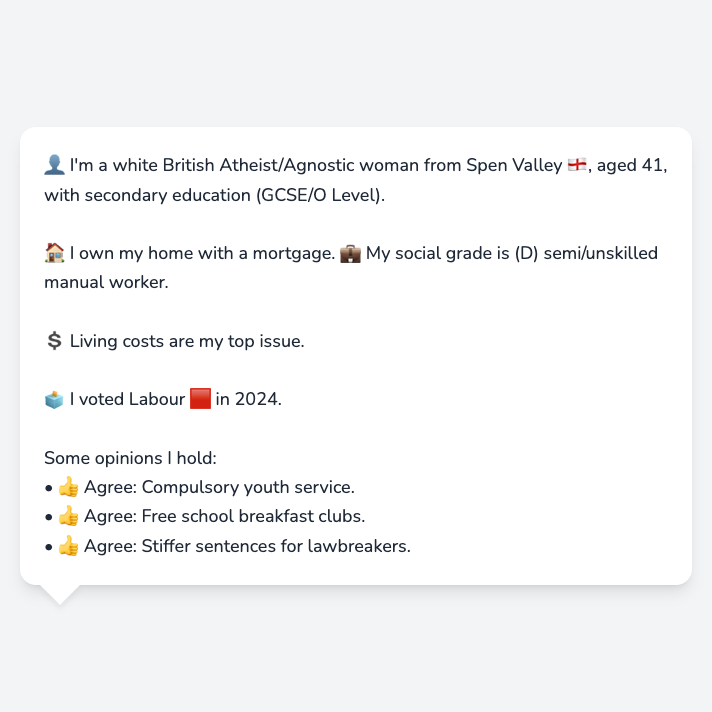 👤 I'm a white British Atheist/Agnostic woman from Spen Valley 🏴󠁧󠁢󠁥󠁮󠁧󠁿, aged 41,
with secondary education (GCSE/O Level).
🏠 I own my home with a mortgage. 💼 My social grade is (D) semi/unskilled
manual worker.
💲 Living costs are my top issue.
🗳️ I voted Labour 🟥 in 2024.
Some opinions I hold:
• 👍 Agree: Compulsory youth service.
• 👍 Agree: Free school breakfast clubs.
• 👍 Agree: Stiffer sentences for lawbreakers.